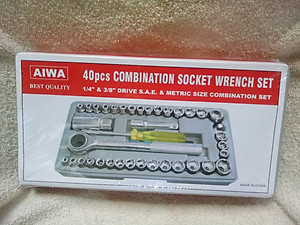 AIWA
BEST QUALITY
40pcs COMBINATION SOCKET WRENCH SET
1/4" & 3/8" DRIVE S.A.E. & METRIC SIZE COMBINATION SET
MADE IN CHINA